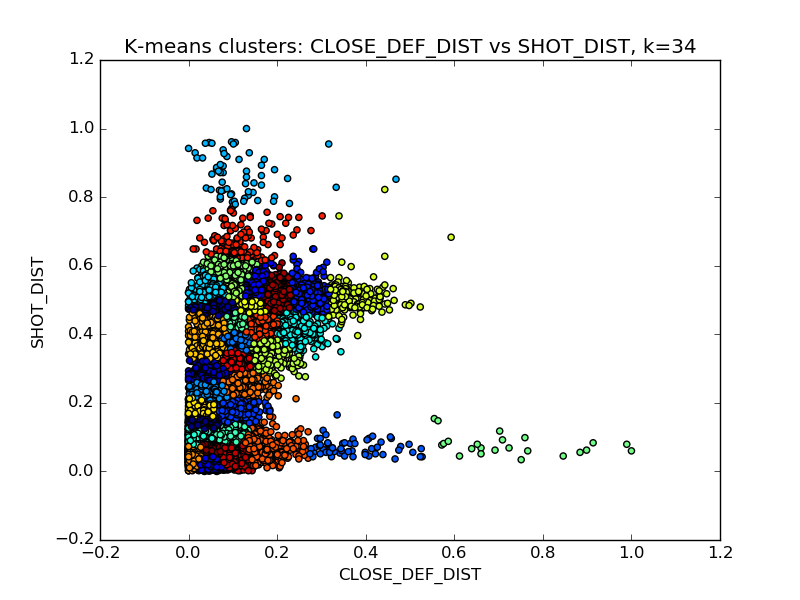 K-means clusters: CLOSE_DEF_DIST vs SHOT_DIST, k=34
1.2
1.0
0.8
0.6
0.4
0.2
0.0
−0.2
SHOT_DIST
−0.2 0.0 0.2 0.4 0.6 0.8 1.0 1.2
CLOSE_DEF_DIST